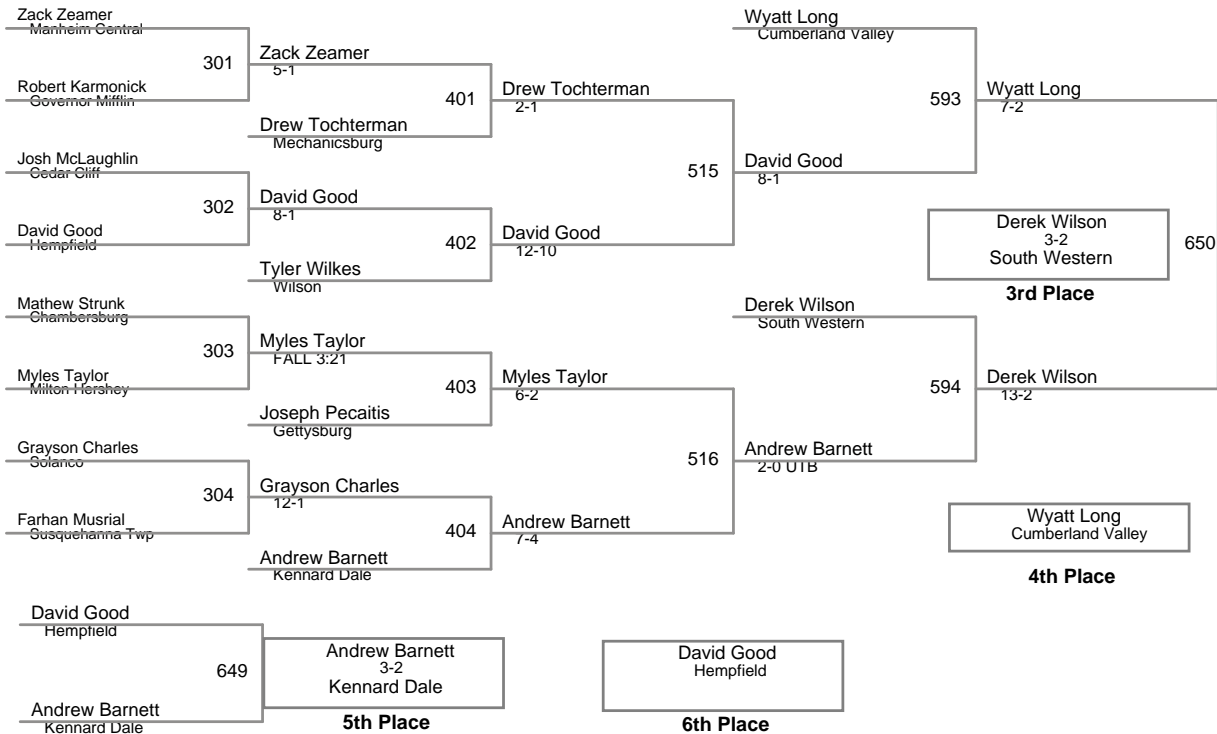 Zack Zeamer
Manheim Central
301
Robert Karmonick
Governor Mifflin
Josh McLaughlin
Cedar Cliff
302
David Good
Hempfield
Mathew Strunk
Chambersburg
303
Myles Taylor
Milton Hershey
Grayson Charles
Solanco
304
Farhan Musrial
Susquehanna Twp
Zack Zeamer
5-1
401
Drew Tochterman
Mechanicsburg
David Good
8-1
402
Tyler Wilkes
Wilson
Myles Taylor
FALL 3:21
403
Joseph Pecaitis
Gettysburg
Grayson Charles
12-1
404
Andrew Barnett
Kennard Dale
Drew Tochterman
2-1
515
David Good
12-10
Myles Taylor
6-2
516
Andrew Barnett
7-4
Wyatt Long
Cumberland Valley
593
David Good
8-1
Derek Wilson
South Western
594
Andrew Barnett
2-0 UTB
Wyatt Long
7-2
Derek Wilson
3-2
South Western
650
3rd Place
Derek Wilson
13-2
Wyatt Long
Cumberland Valley
4th Place
David Good
Hempfield
649
Andrew Barnett
Kennard Dale
Andrew Barnett
3-2
Kennard Dale
5th Place
David Good
Hempfield
6th Place